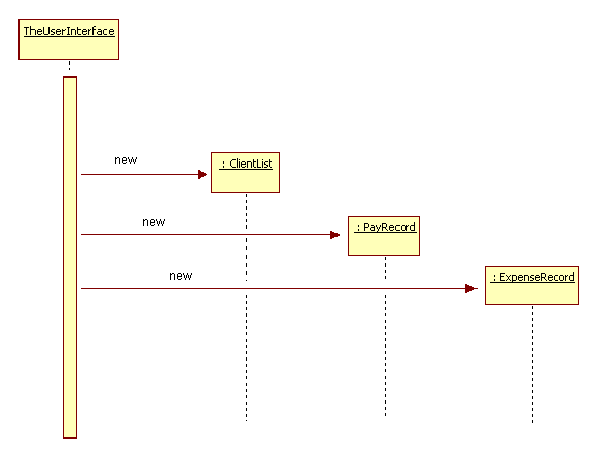 TheUserInterface
new
: ClientList
new
: PayRecord
new
: ExpenseRecord